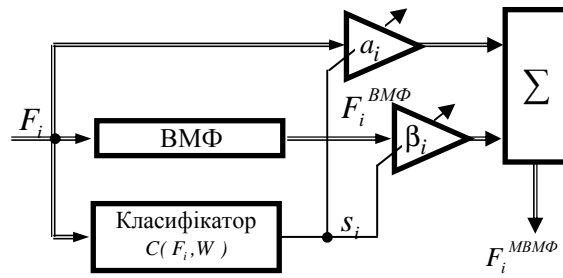 a_i
∑
F_i
F_i^{ВМФ}
ВМФ
β_i
Класифікатор
C( F_i ,W )
s_i
F_i^{МВМФ}